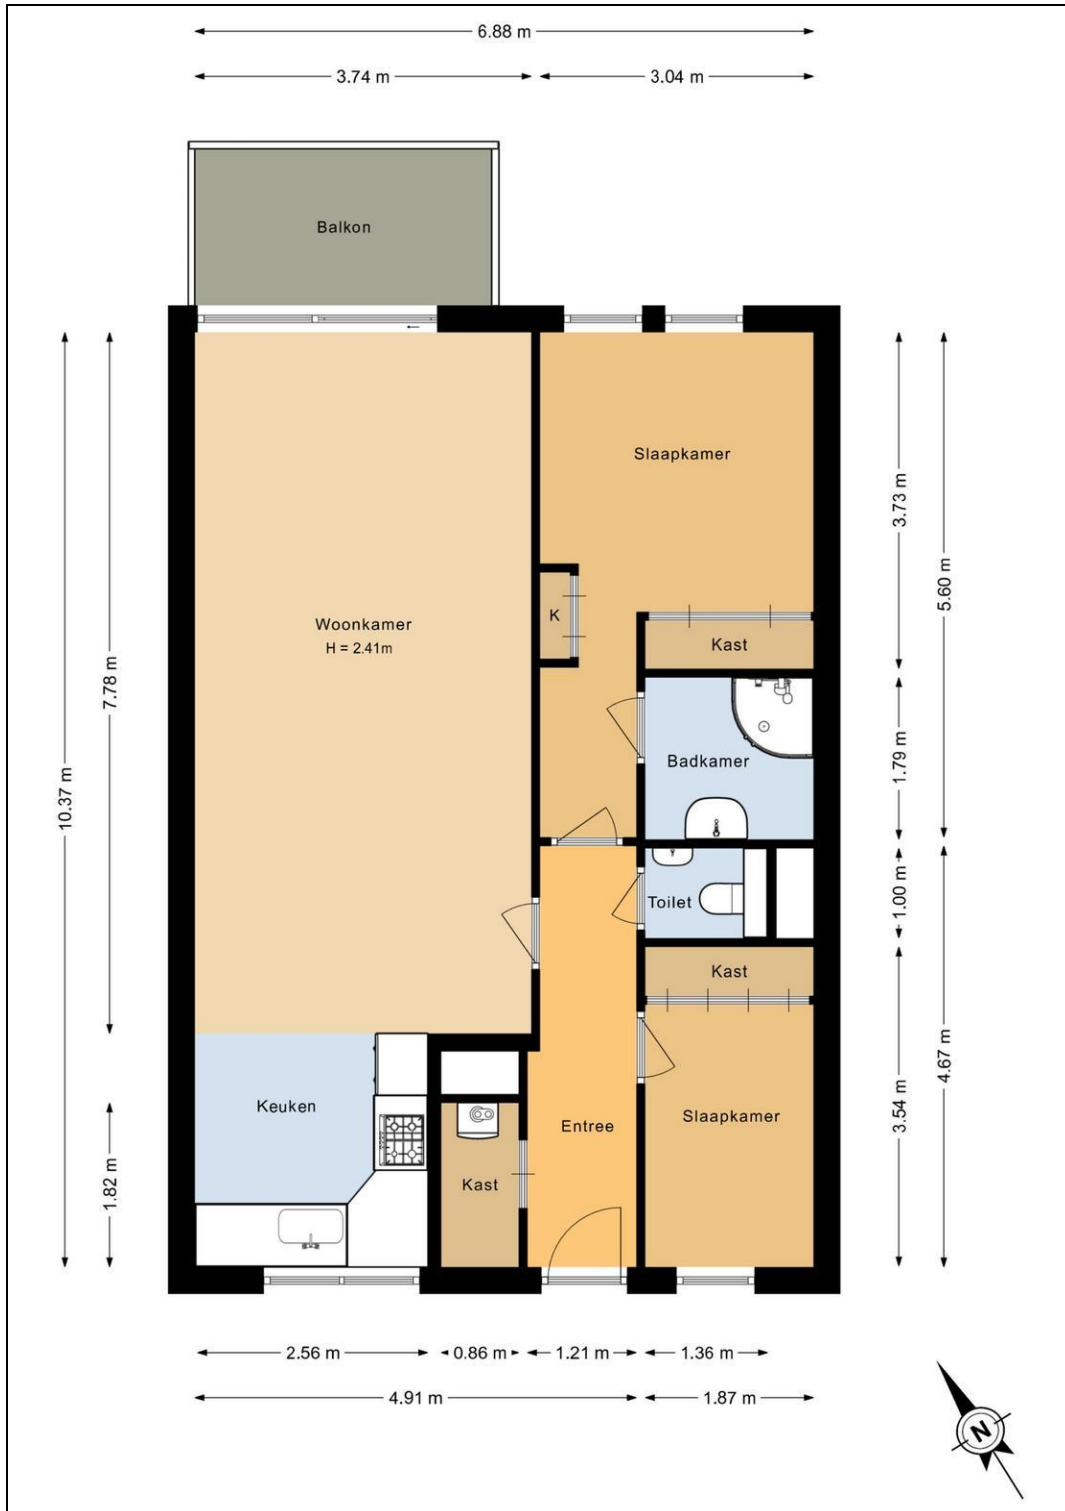 6.88 m
3.74 m
3.04 m
Balkon
Slaapkamer
Woonkamer
H = 2.41m
K
Kast
Badkamer
Toilet
Kast
Keuken
Entree
Slaapkamer
Kast
10.37 m
7.78 m
1.82 m
3.73 m
5.60 m
1.79 m
1.00 m
4.67 m
3.54 m
2.56 m
0.86 m
1.21 m
1.36 m
4.91 m
1.87 m
N